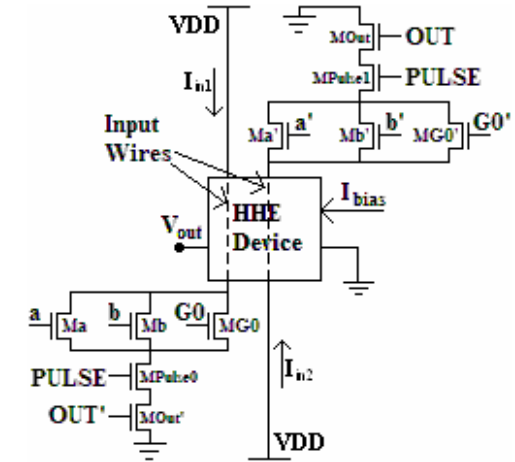 VDD
MOut
OUT
I_in1
MPulse1
PULSE
Input
Wires
Ma'
a'
Mb'
b'
MG0'
G0'
HHE
Device
I_bias
V_out
a
Ma
b
Mb
G0
MG0
PULSE
MPulse0
I_in2
OUT'
MOut'
VDD